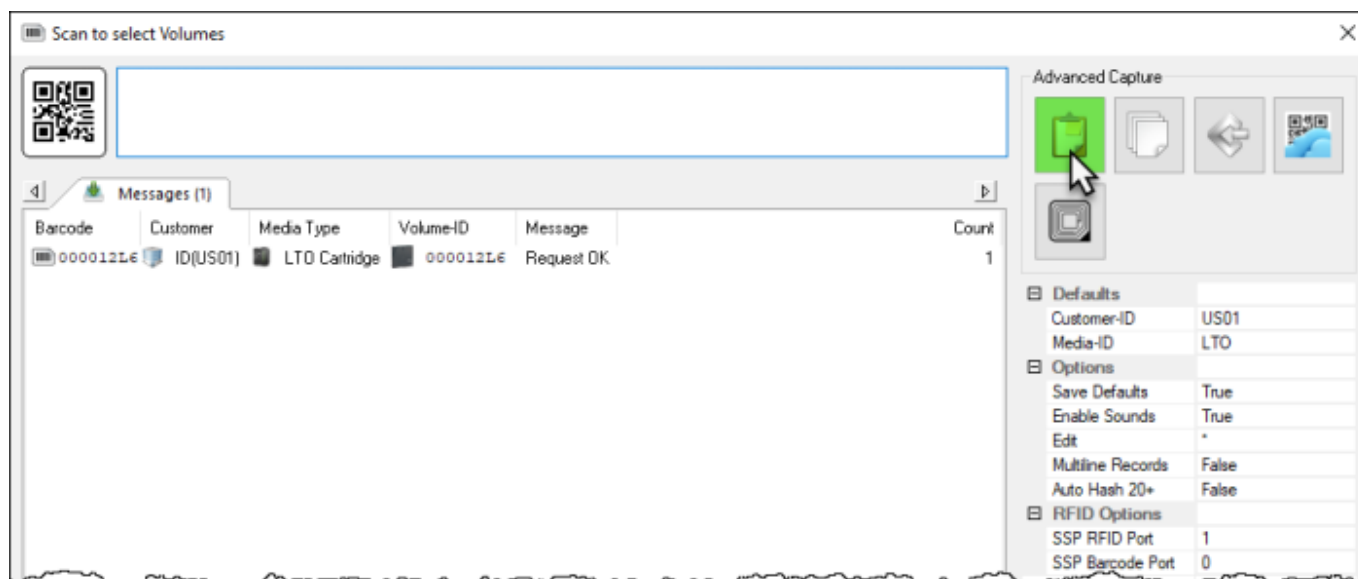 Scan to select Volumes
Advanced Capture
Messages (1)
Barcode Customer Media Type Volume-ID Message Count
000012L6 ID(US01) LTO Cartridge 000012L6 Request OK 1
Defaults
Customer-ID US01
Media-ID LTO
Options
Save Defaults True
Enable Sounds True
Edit *
Multiline Records False
Auto Hash 20+ False
RFID Options
SSP RFID Port 1
SSP Barcode Port 0